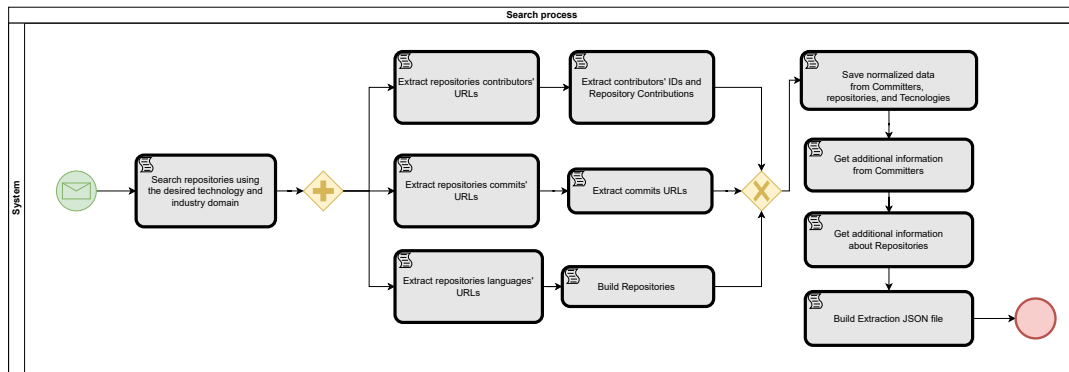 Search process
System
Search repositories using
the desired technology and
industry domain
Extract repositories contributors'
URLs
Extract contributors' IDs and
Repository Contributions
Extract repositories commits'
URLs
Extract commits URLs
Extract repositories languages'
URLs
Build Repositories
Save normalized data
from Committers,
repositories, and Tecnologies
Get additional information
from Committers
Get additional information
about Repositories
Build Extraction JSON file